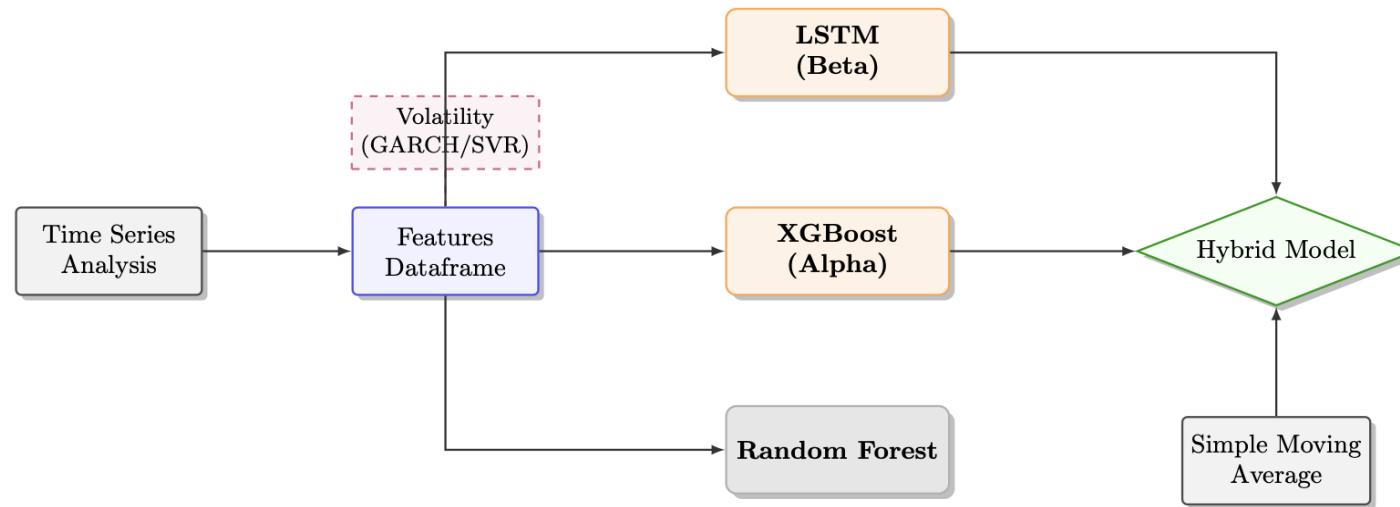 LSTM
(Beta)
Volatility
(GARCH/SVR)
Time Series
Analysis
Features
Dataframe
XGBoost
(Alpha)
Hybrid Model
Random Forest
Simple Moving
Average